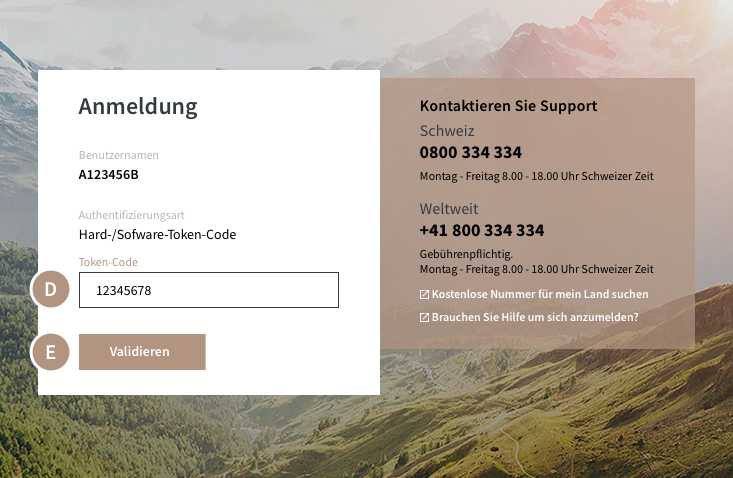 Anmeldung
Benutzernamen
A123456B
Authentifizierungsart
Hard-/Sofware-Token-Code
Token-Code
D
12345678
E
Validieren
Kontaktieren Sie Support
Schweiz
0800 334 334
Montag - Freitag 8.00 - 18.00 Uhr Schweizer Zeit
Weltweit
+41 800 334 334
Gebührenpflichtig.
Montag - Freitag 8.00 - 18.00 Uhr Schweizer Zeit
Kostenlose Nummer für mein Land suchen
Brauchen Sie Hilfe um sich anzumelden?